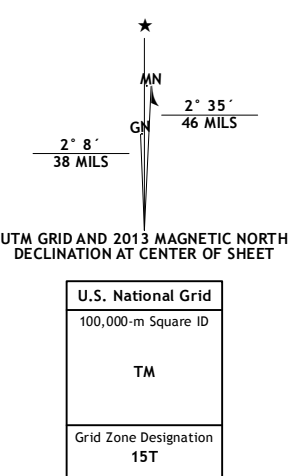 ★
MN
2° 35´
46 MILS
GN
2° 8´
38 MILS
UTM GRID AND 2013 MAGNETIC NORTH
DECLINATION AT CENTER OF SHEET
U.S. National Grid
100,000-m Square ID
TM
Grid Zone Designation
15T